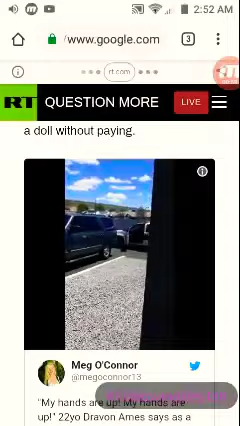 2:52 AM
/www.google.com
3
rt.com
RT QUESTION MORE LIVE
a doll without paying.
Meg O'Connor
@megoconnor13
"My hands are up! My hands are
up!" 22yo Dravon Ames says as a